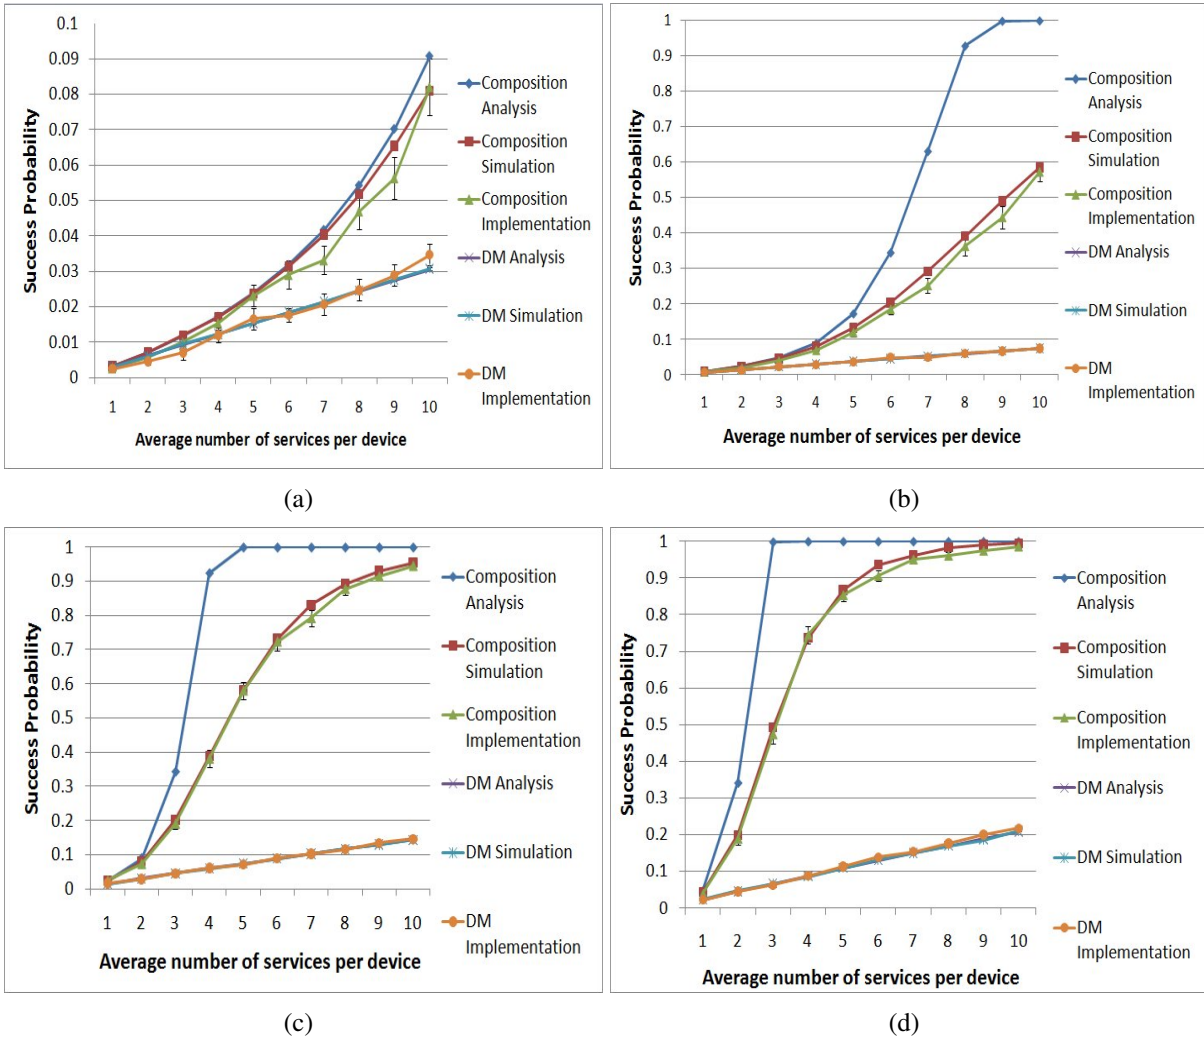 0.1
0.09
0.08
0.07
0.06
0.05
0.04
0.03
0.02
0.01
0
Success Probability
1 2 3 4 5 6 7 8 9 10
Average number of services per device
Composition
Analysis
Composition
Simulation
Composition
Implementation
DM Analysis
DM Simulation
DM
Implementation
(a)
1
0.9
0.8
0.7
0.6
0.5
0.4
0.3
0.2
0.1
0
Success Probability
1 2 3 4 5 6 7 8 9 10
Average number of services per device
Composition
Analysis
Composition
Simulation
Composition
Implementation
DM Analysis
DM Simulation
DM
Implementation
(b)
1
0.9
0.8
0.7
0.6
0.5
0.4
0.3
0.2
0.1
0
Success Probability
1 2 3 4 5 6 7 8 9 10
Average number of services per device
Composition
Analysis
Composition
Simulation
Composition
Implementation
DM Analysis
DM Simulation
DM
Implementation
(c)
1
0.9
0.8
0.7
0.6
0.5
0.4
0.3
0.2
0.1
0
Success Probability
1 2 3 4 5 6 7 8 9 10
Average number of services per device
Composition
Analysis
Composition
Simulation
Composition
Implementation
DM Analysis
DM Simulation
DM
Implementation
(d)